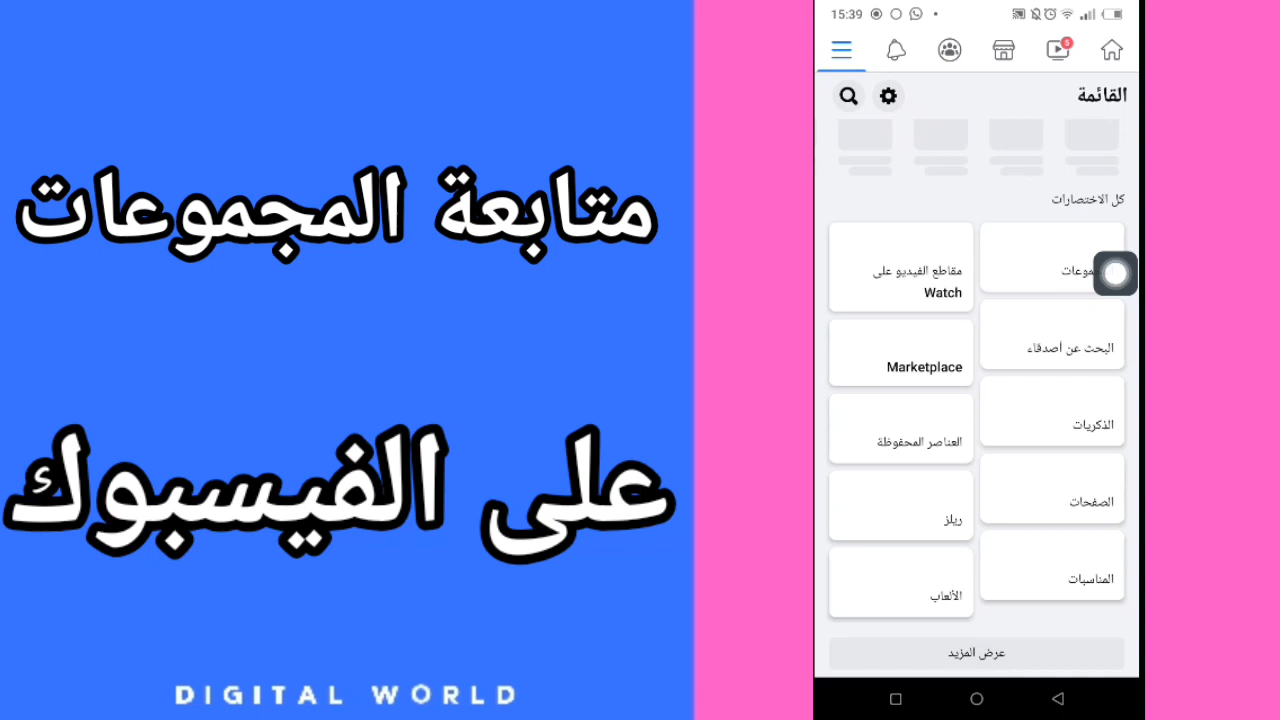 متابعة المجموعات
على الفيسبوك
DIGITAL WORLD
15:39
5
القائمة
كل الاختصارات
مقاطع الفيديو على
Watch
البحث عن أصدقاء
Marketplace
الذكريات
العناصر المحفوظة
الصفحات
ريلز
المناسبات
الألعاب
عرض المزيد